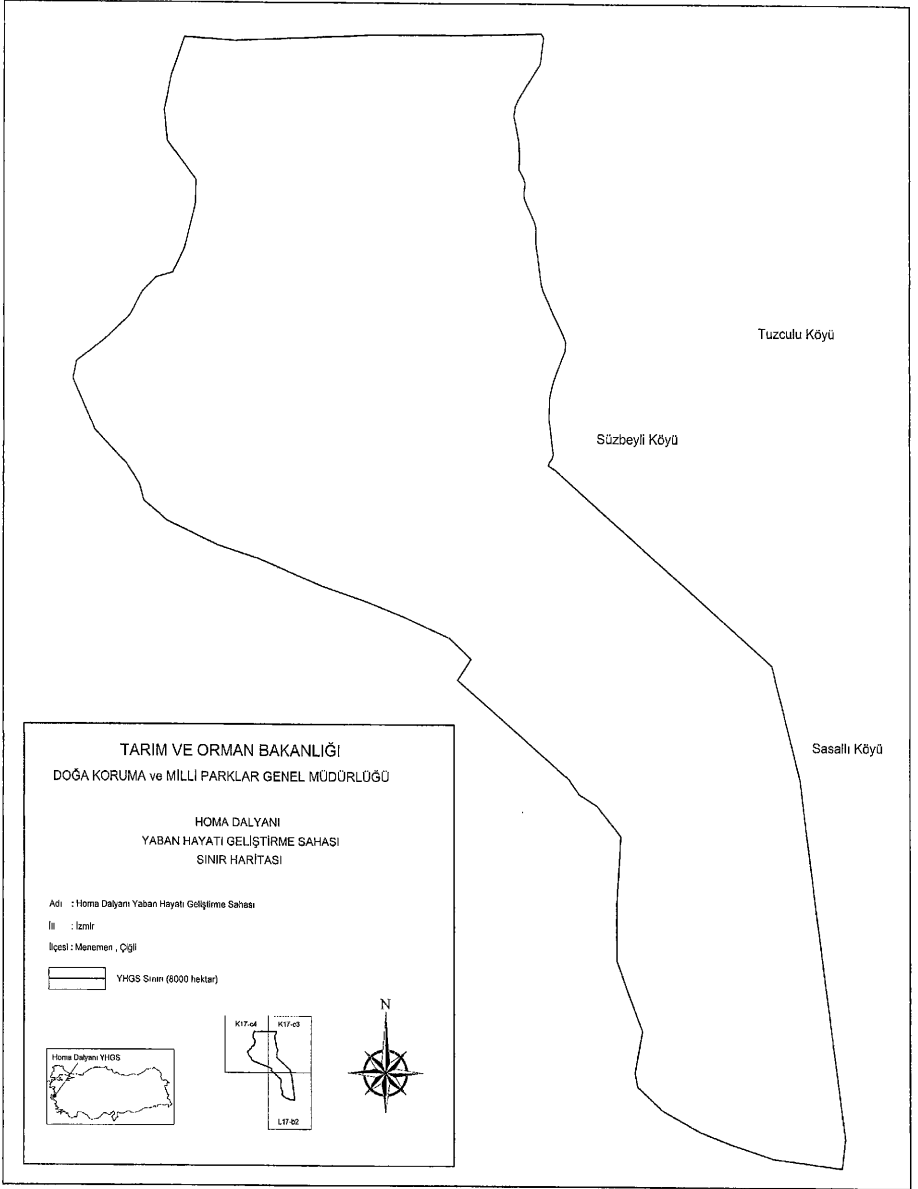 Tuzculu Köyü
Süzbeyli Köyü
Sasallı Köyü
TARIM VE ORMAN BAKANLIĞI
DOĞA KORUMA ve MİLLİ PARKLAR GENEL MÜDÜRLÜĞÜ
HOMA DALYANI
YABAN HAYATI GELİŞTİRME SAHASI
SINIR HARİTASI
Adı : Homa Dalyanı Yaban Hayatı Geliştirme Sahası
İli : İzmir
İlçesi : Menemen , Çiğli
YHGS Sınırı (8000 hektar)
K17-c4 K17-c3
N
Homa Dalyanı YHGS
L17-b2